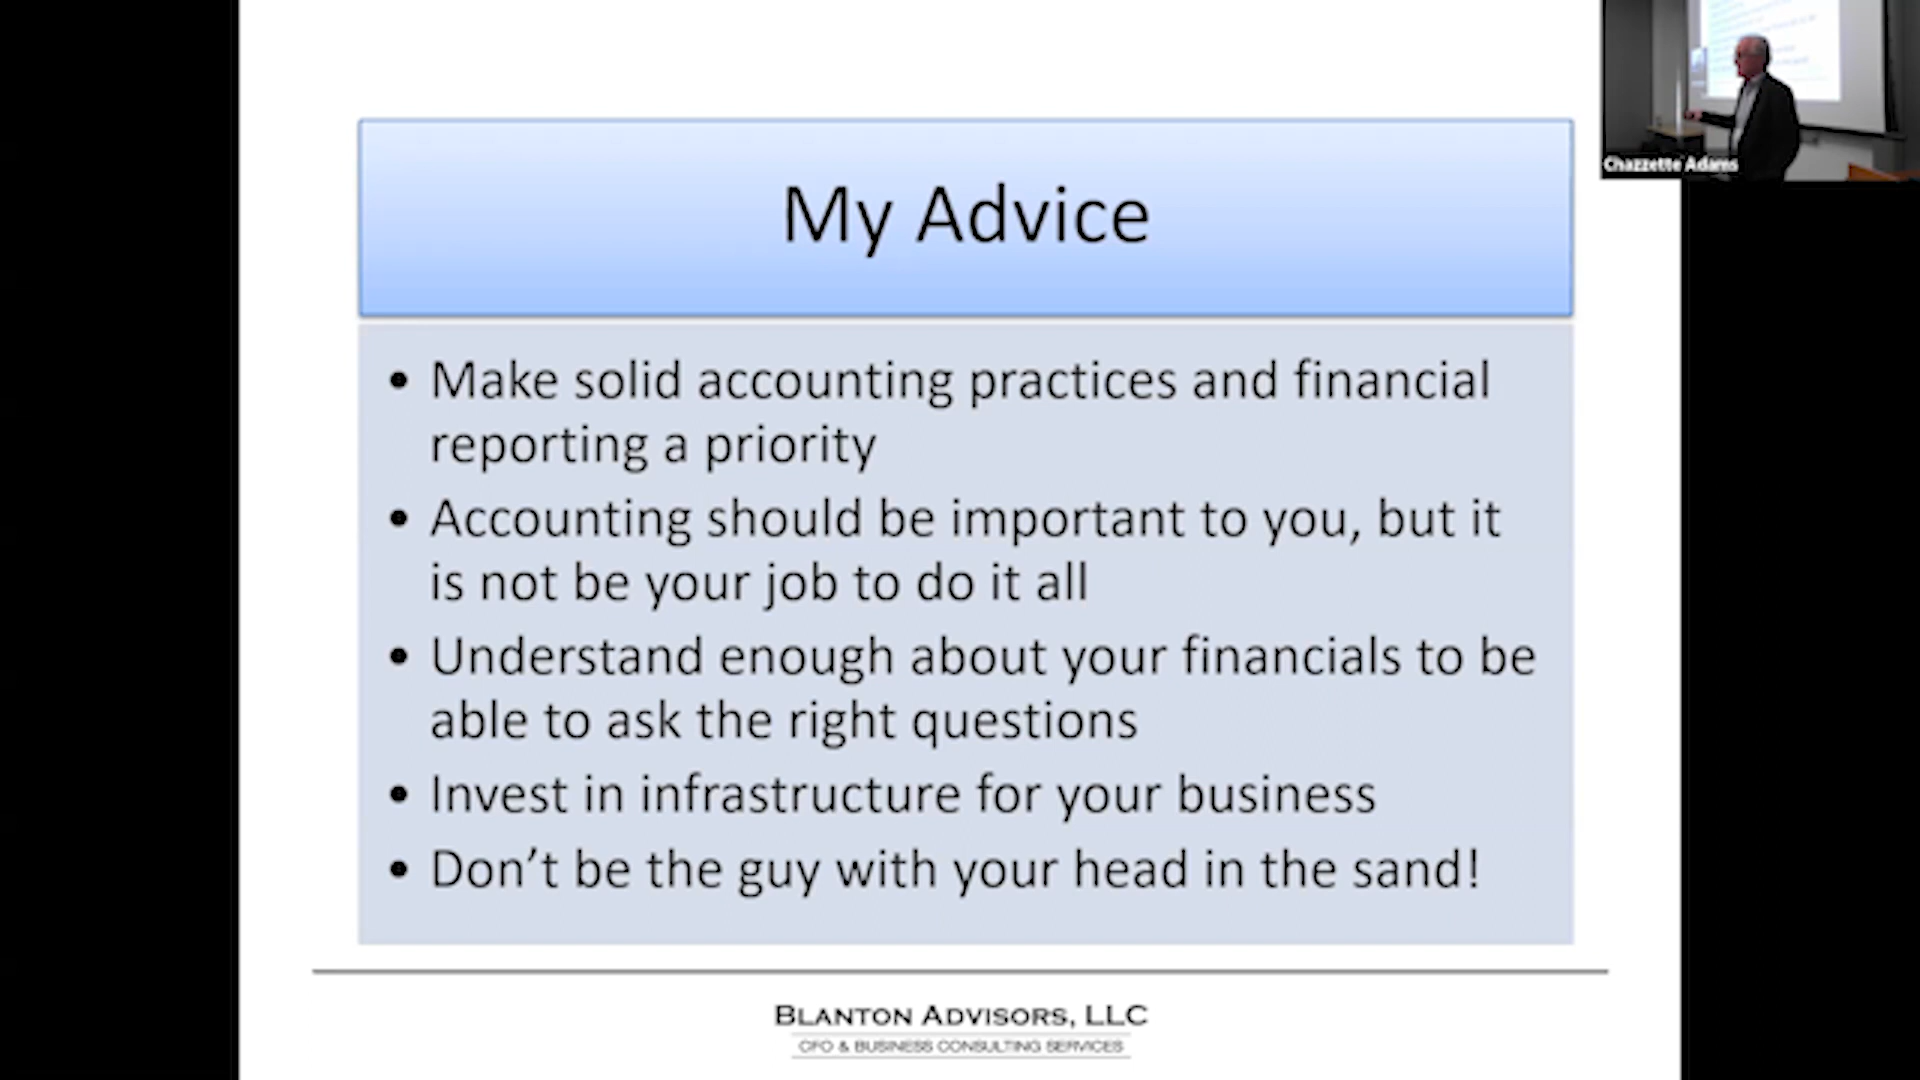 Chazzette Adams
My Advice
• Make solid accounting practices and financial
reporting a priority
• Accounting should be important to you, but it
is not be your job to do it all
• Understand enough about your financials to be
able to ask the right questions
• Invest in infrastructure for your business
• Don’t be the guy with your head in the sand!
BLANTON ADVISORS, LLC
CFO & BUSINESS CONSULTING SERVICES